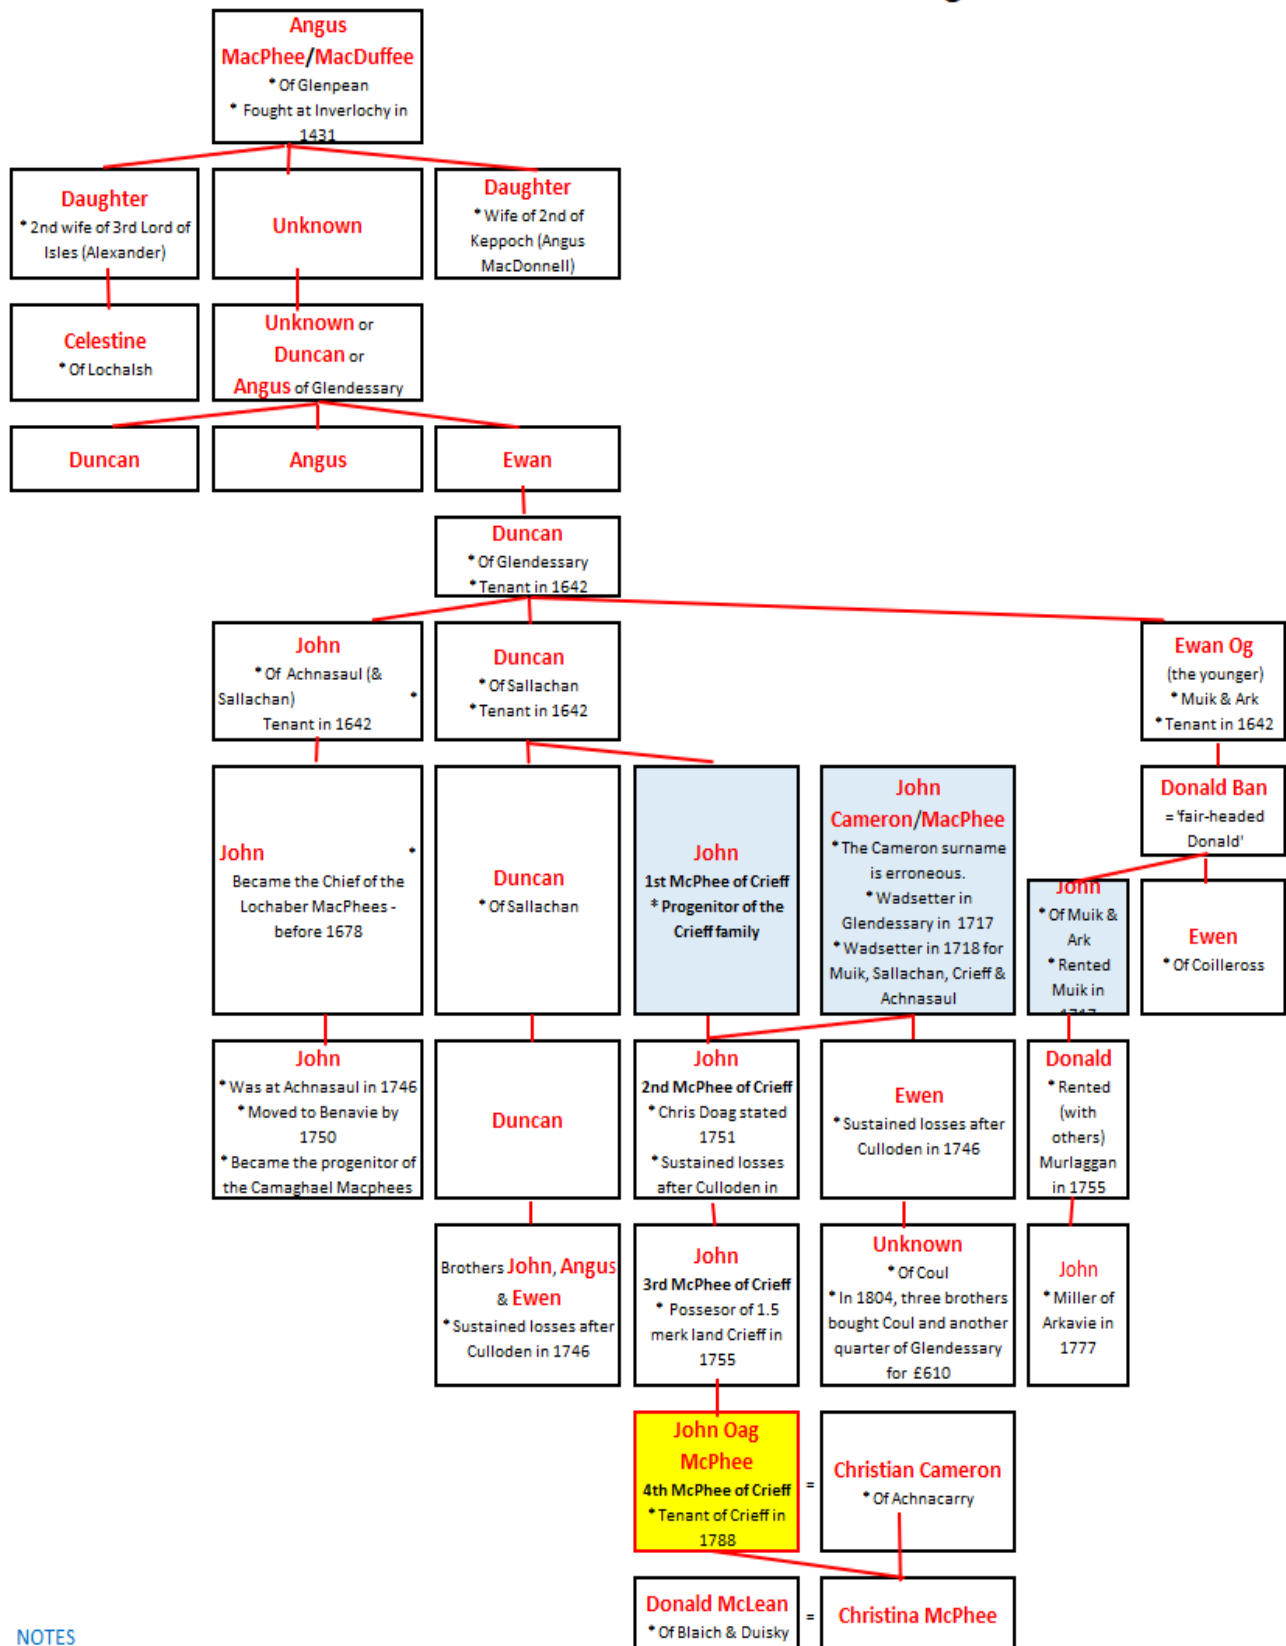 Angus
MacPhee/MacDuffee
* Of Glenpean
* Fought at Inverlochy in
1431
Daughter
* 2nd wife of 3rd Lord of
Isles (Alexander)
Unknown
Daughter
* Wife of 2nd of
Keppoch (Angus
MacDonnell)
Celestine
* Of Lochalsh
Unknown or
Duncan or
Angus of Glendessary
Duncan
Angus
Ewan
Duncan
* Of Glendessary
* Tenant in 1642
John
* Of Achnasaul (&
Sallachan) *
Tenant in 1642
Duncan
* Of Sallachan
* Tenant in 1642
Ewan Og
(the younger)
* Muik & Ark
* Tenant in 1642
John *
Became the Chief of the
Lochaber MacPhees -
before 1678
Duncan
* Of Sallachan
John
1st McPhee of Crieff
* Progenitor of the
Crieff family
John
Cameron/MacPhee
* The Cameron surname
is erroneous.
* Wadsetter in
Glendessary in 1717
* Wadsetter in 1718 for
Muik, Sallachan, Crieff &
Achnasaul
Donald Ban
= 'fair-headed
Donald'
John
* Of Muik &
Ark
* Rented
Muik in
1717
Ewen
* Of Coilleross
John
* Was at Achnasaul in 1746
* Moved to Benavie by
1750
* Became the progenitor of
the Camaghael Macphees
Duncan
John
2nd McPhee of Crieff
* Chris Doag stated
1751
* Sustained losses
after Culloden in
Ewen
* Sustained losses after
Culloden in 1746
Donald
* Rented
(with
others)
Murlaggan
in 1755
Brothers John, Angus
& Ewen
* Sustained losses after
Culloden in 1746
John
3rd McPhee of Crieff
* Possesor of 1.5
merk land Crieff in
1755
Unknown
* Of Coul
* In 1804, three brothers
bought Coul and another
quarter of Glendessary
for £610
John
* Miller of
Arkavie in
1777
John Oag
McPhee
4th McPhee of Crieff
* Tenant of Crieff in
1788
=
Christian Cameron
* Of Achnacarry
Donald McLean
* Of Blaich & Duisky
=
Christina McPhee
NOTES